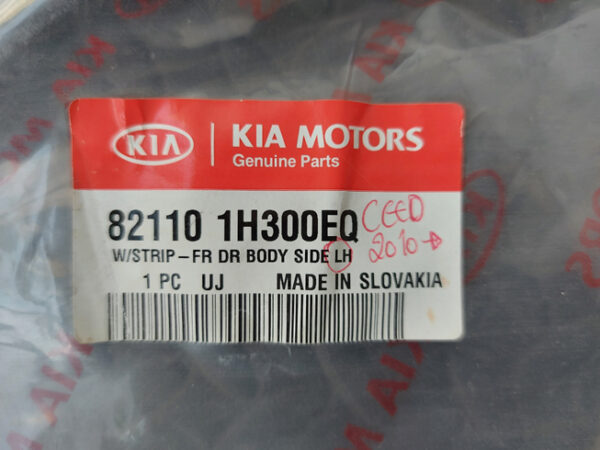 KIA
KIA MOTORS
Genuine Parts
82110 1H300EQ
CEED
2010→
W/STRIP-FR DR BODY SIDE LH
1 PC UJ MADE IN SLOVAKIA